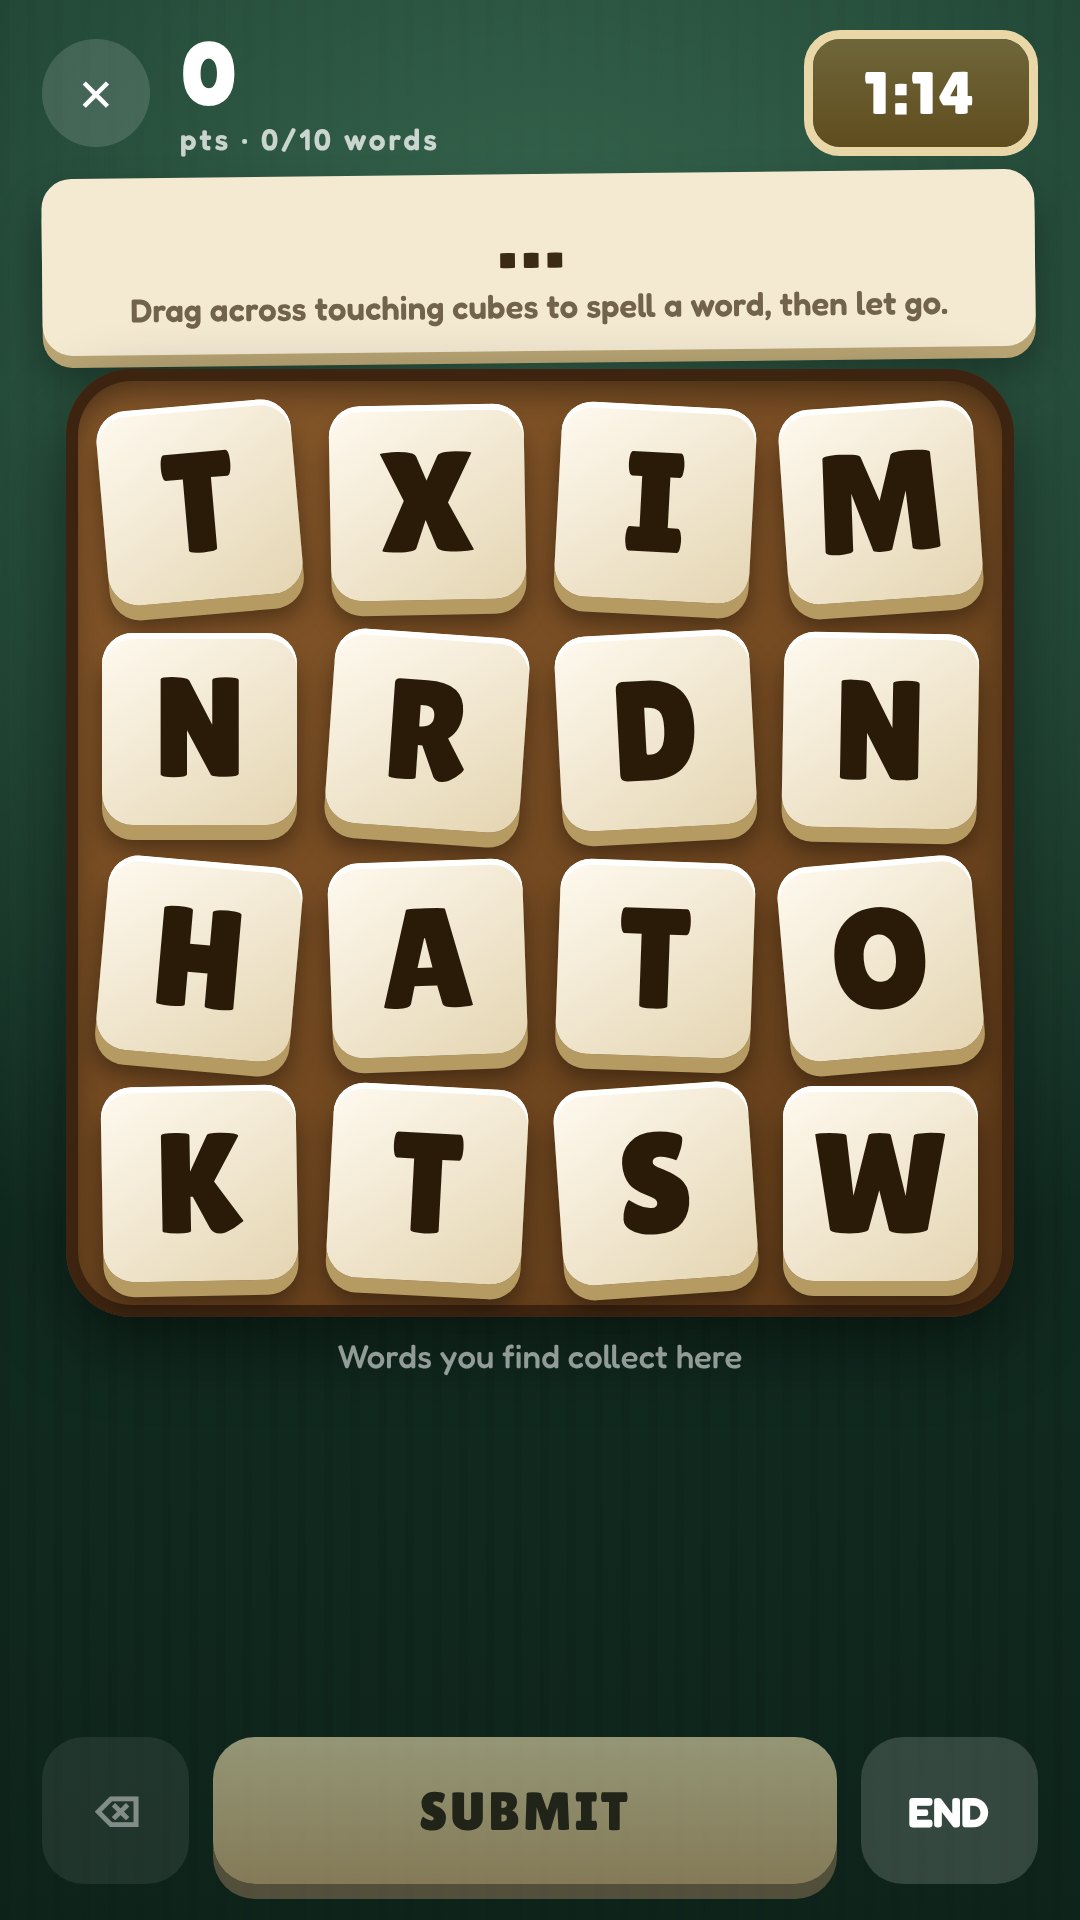 ×
0
1:14
pts · 0/10 words
...
Drag across touching cubes to spell a word, then let go.
T X I M
N R D N
H A T O
K T S W
Words you find collect here
SUBMIT
END